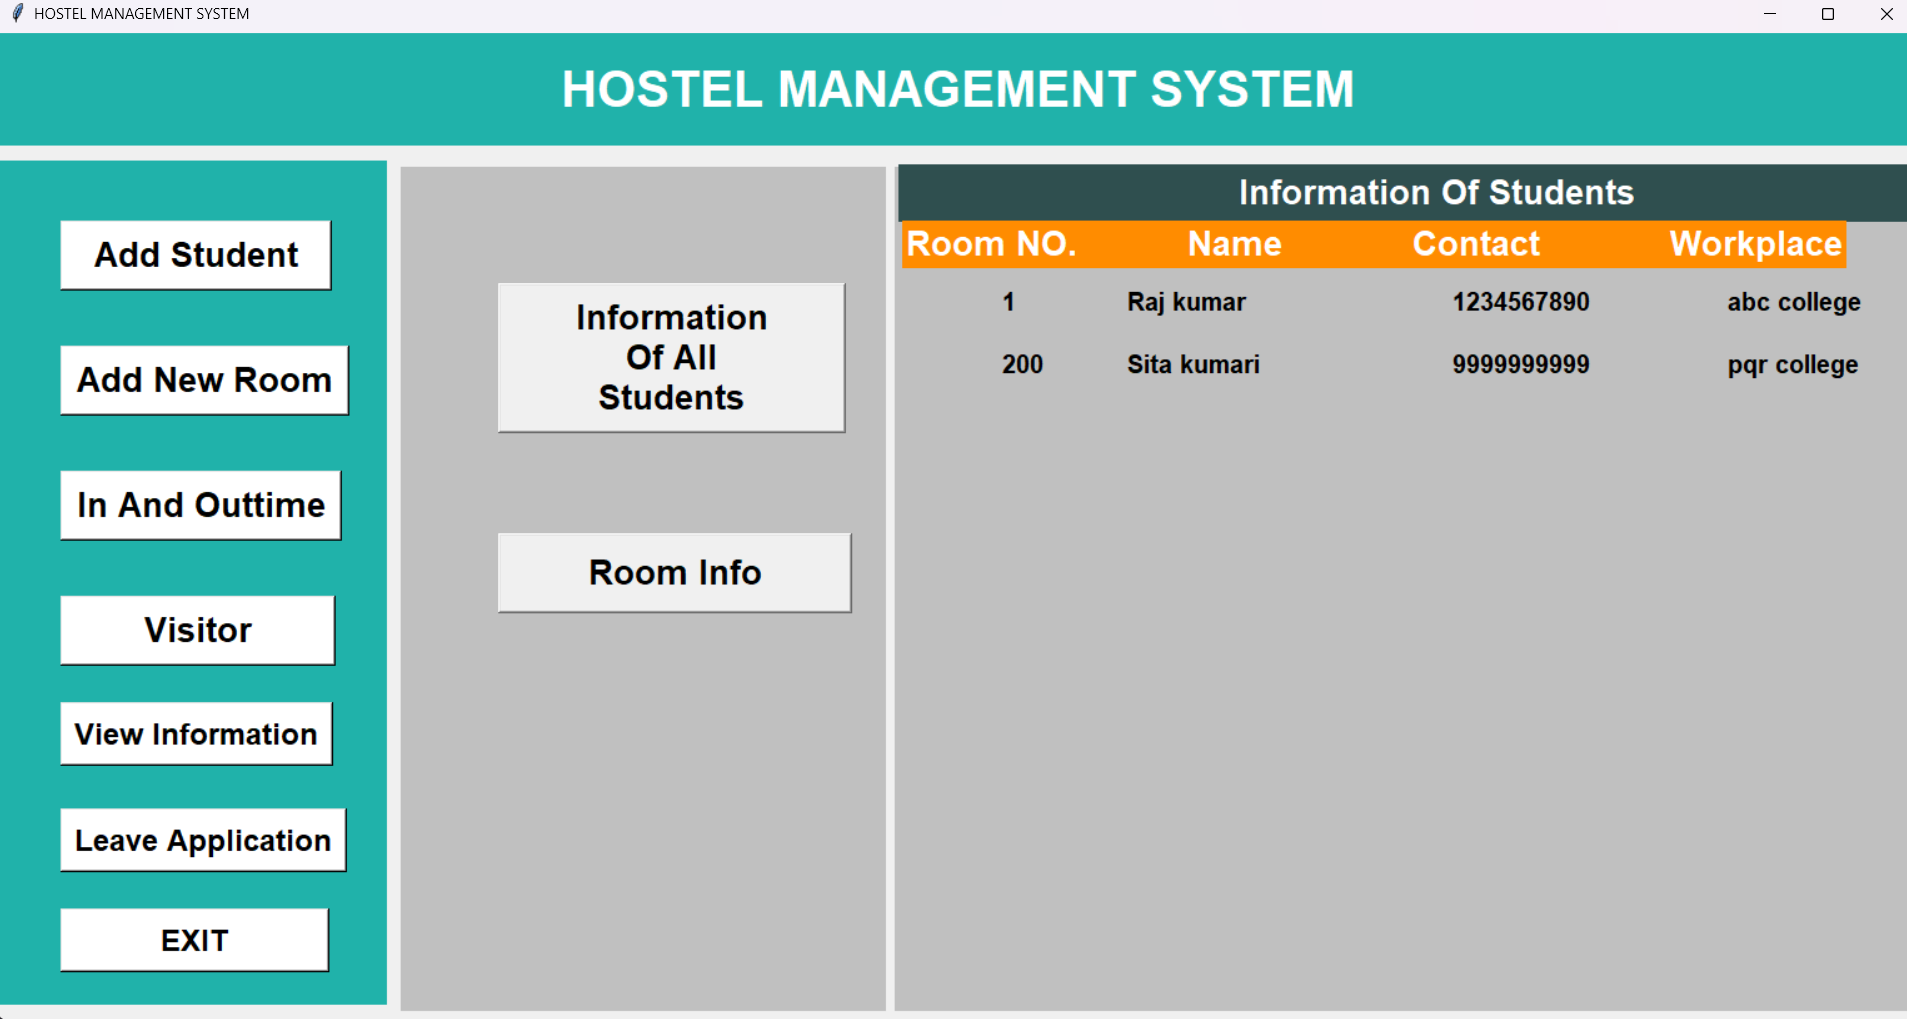 HOSTEL MANAGEMENT SYSTEM
HOSTEL MANAGEMENT SYSTEM
Add Student
Add New Room
In And Outtime
Visitor
View Information
Leave Application
EXIT
Information
Of All
Students
Room Info
Information Of Students
Room NO. Name Contact Workplace
1 Raj kumar 1234567890 abc college
200 Sita kumari 9999999999 pqr college